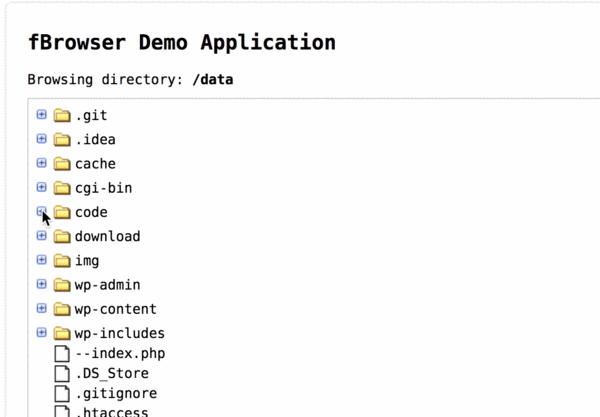 fBrowser Demo Application
Browsing directory: /data
.git
.idea
cache
cgi-bin
code
download
img
wp-admin
wp-content
wp-includes
--index.php
.DS_Store
.gitignore
.htaccess